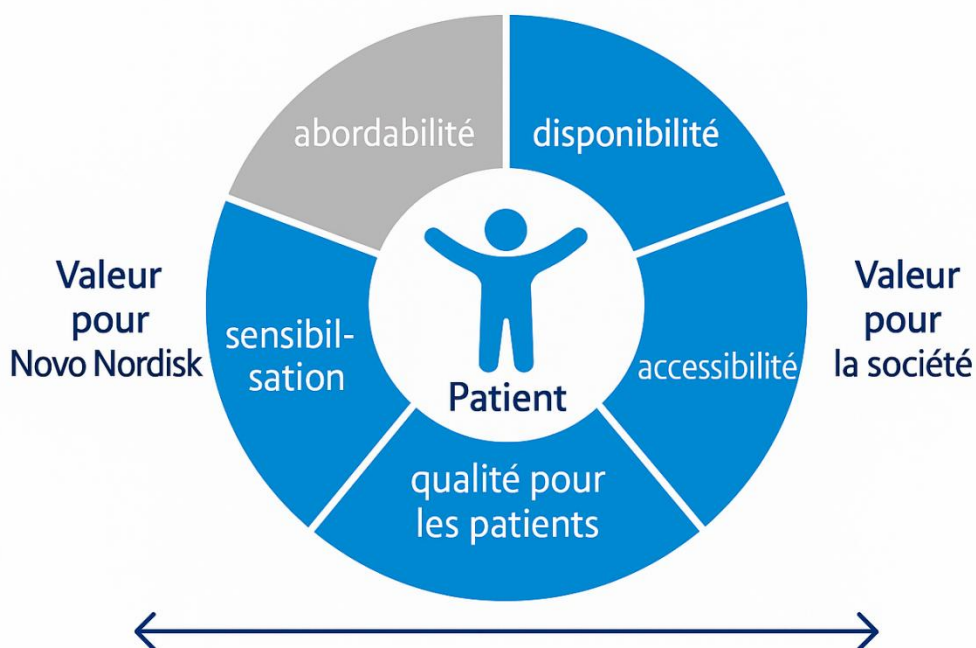 abordabilité
disponibilité
Valeur
pour
Novo Nordisk
sensibil-
sation
Patient
accessibilité
Valeur
pour
la société
qualité pour
les patients